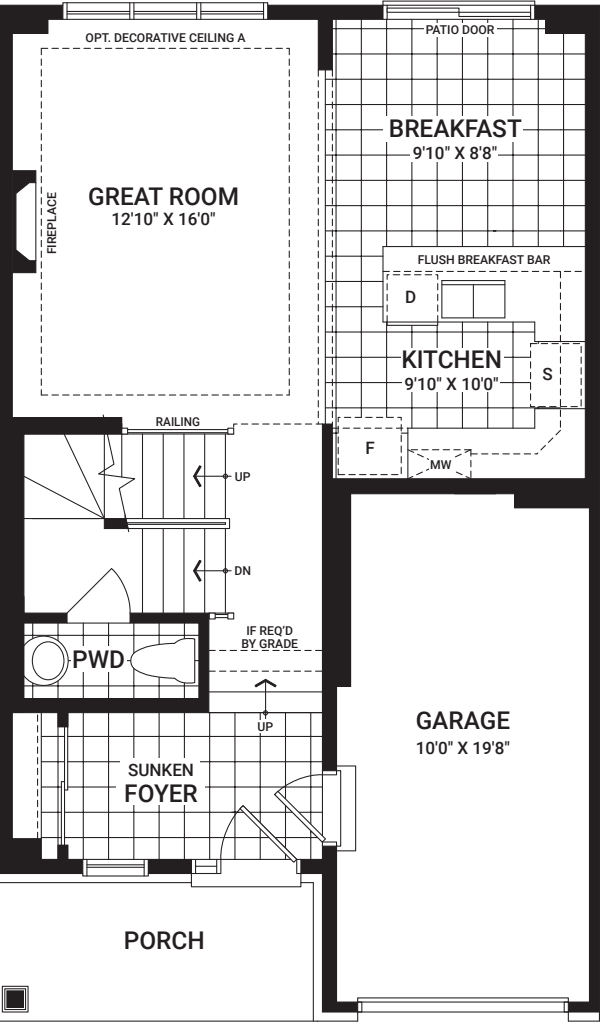 OPT. DECORATIVE CEILING A
PATIO DOOR
BREAKFAST
9'10" X 8'8"
GREAT ROOM
12'10" X 16'0"
FIREPLACE
FLUSH BREAKFAST BAR
D
KITCHEN
9'10" X 10'0"
S
RAILING
F
MW
UP
DN
IF REQ'D
BY GRADE
PWD
UP
GARAGE
10'0" X 19'8"
SUNKEN
FOYER
PORCH